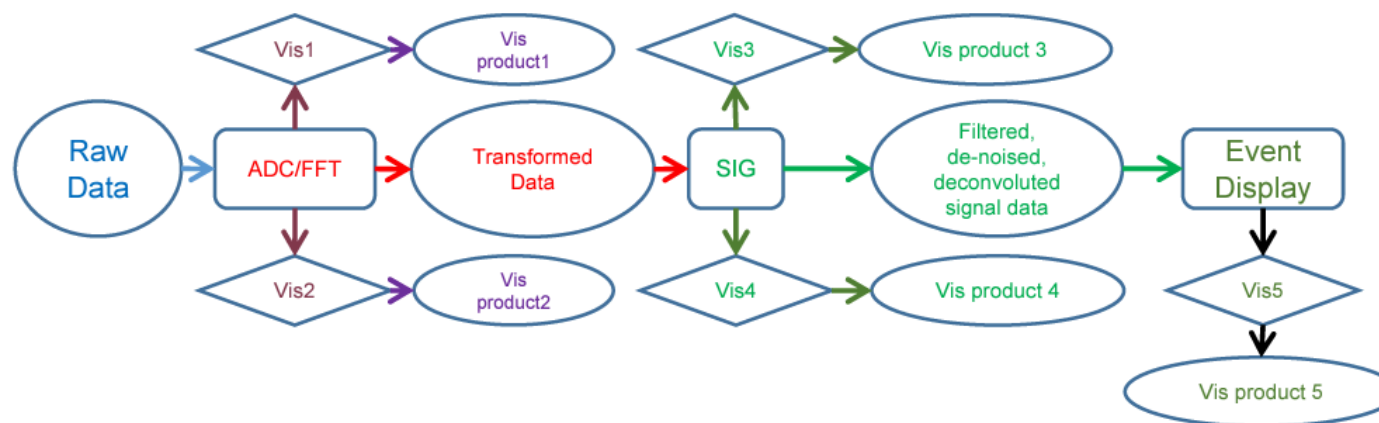 Vis1
Vis
product1
Vis3
Vis product 3
Raw
Data
ADC/FFT
Transformed
Data
SIG
Filtered,
de-noised,
deconvoluted
signal data
Event
Display
Vis2
Vis
product2
Vis4
Vis product 4
Vis5
Vis product 5